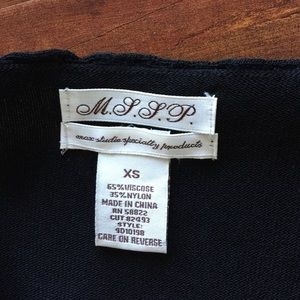 M.S.S.P.
max studio specialty products
XS
65% VISCOSE
35% NYLON
MADE IN CHINA
RN 58822
CUT 82493
STYLE:
4D1019B
CARE ON REVERSE